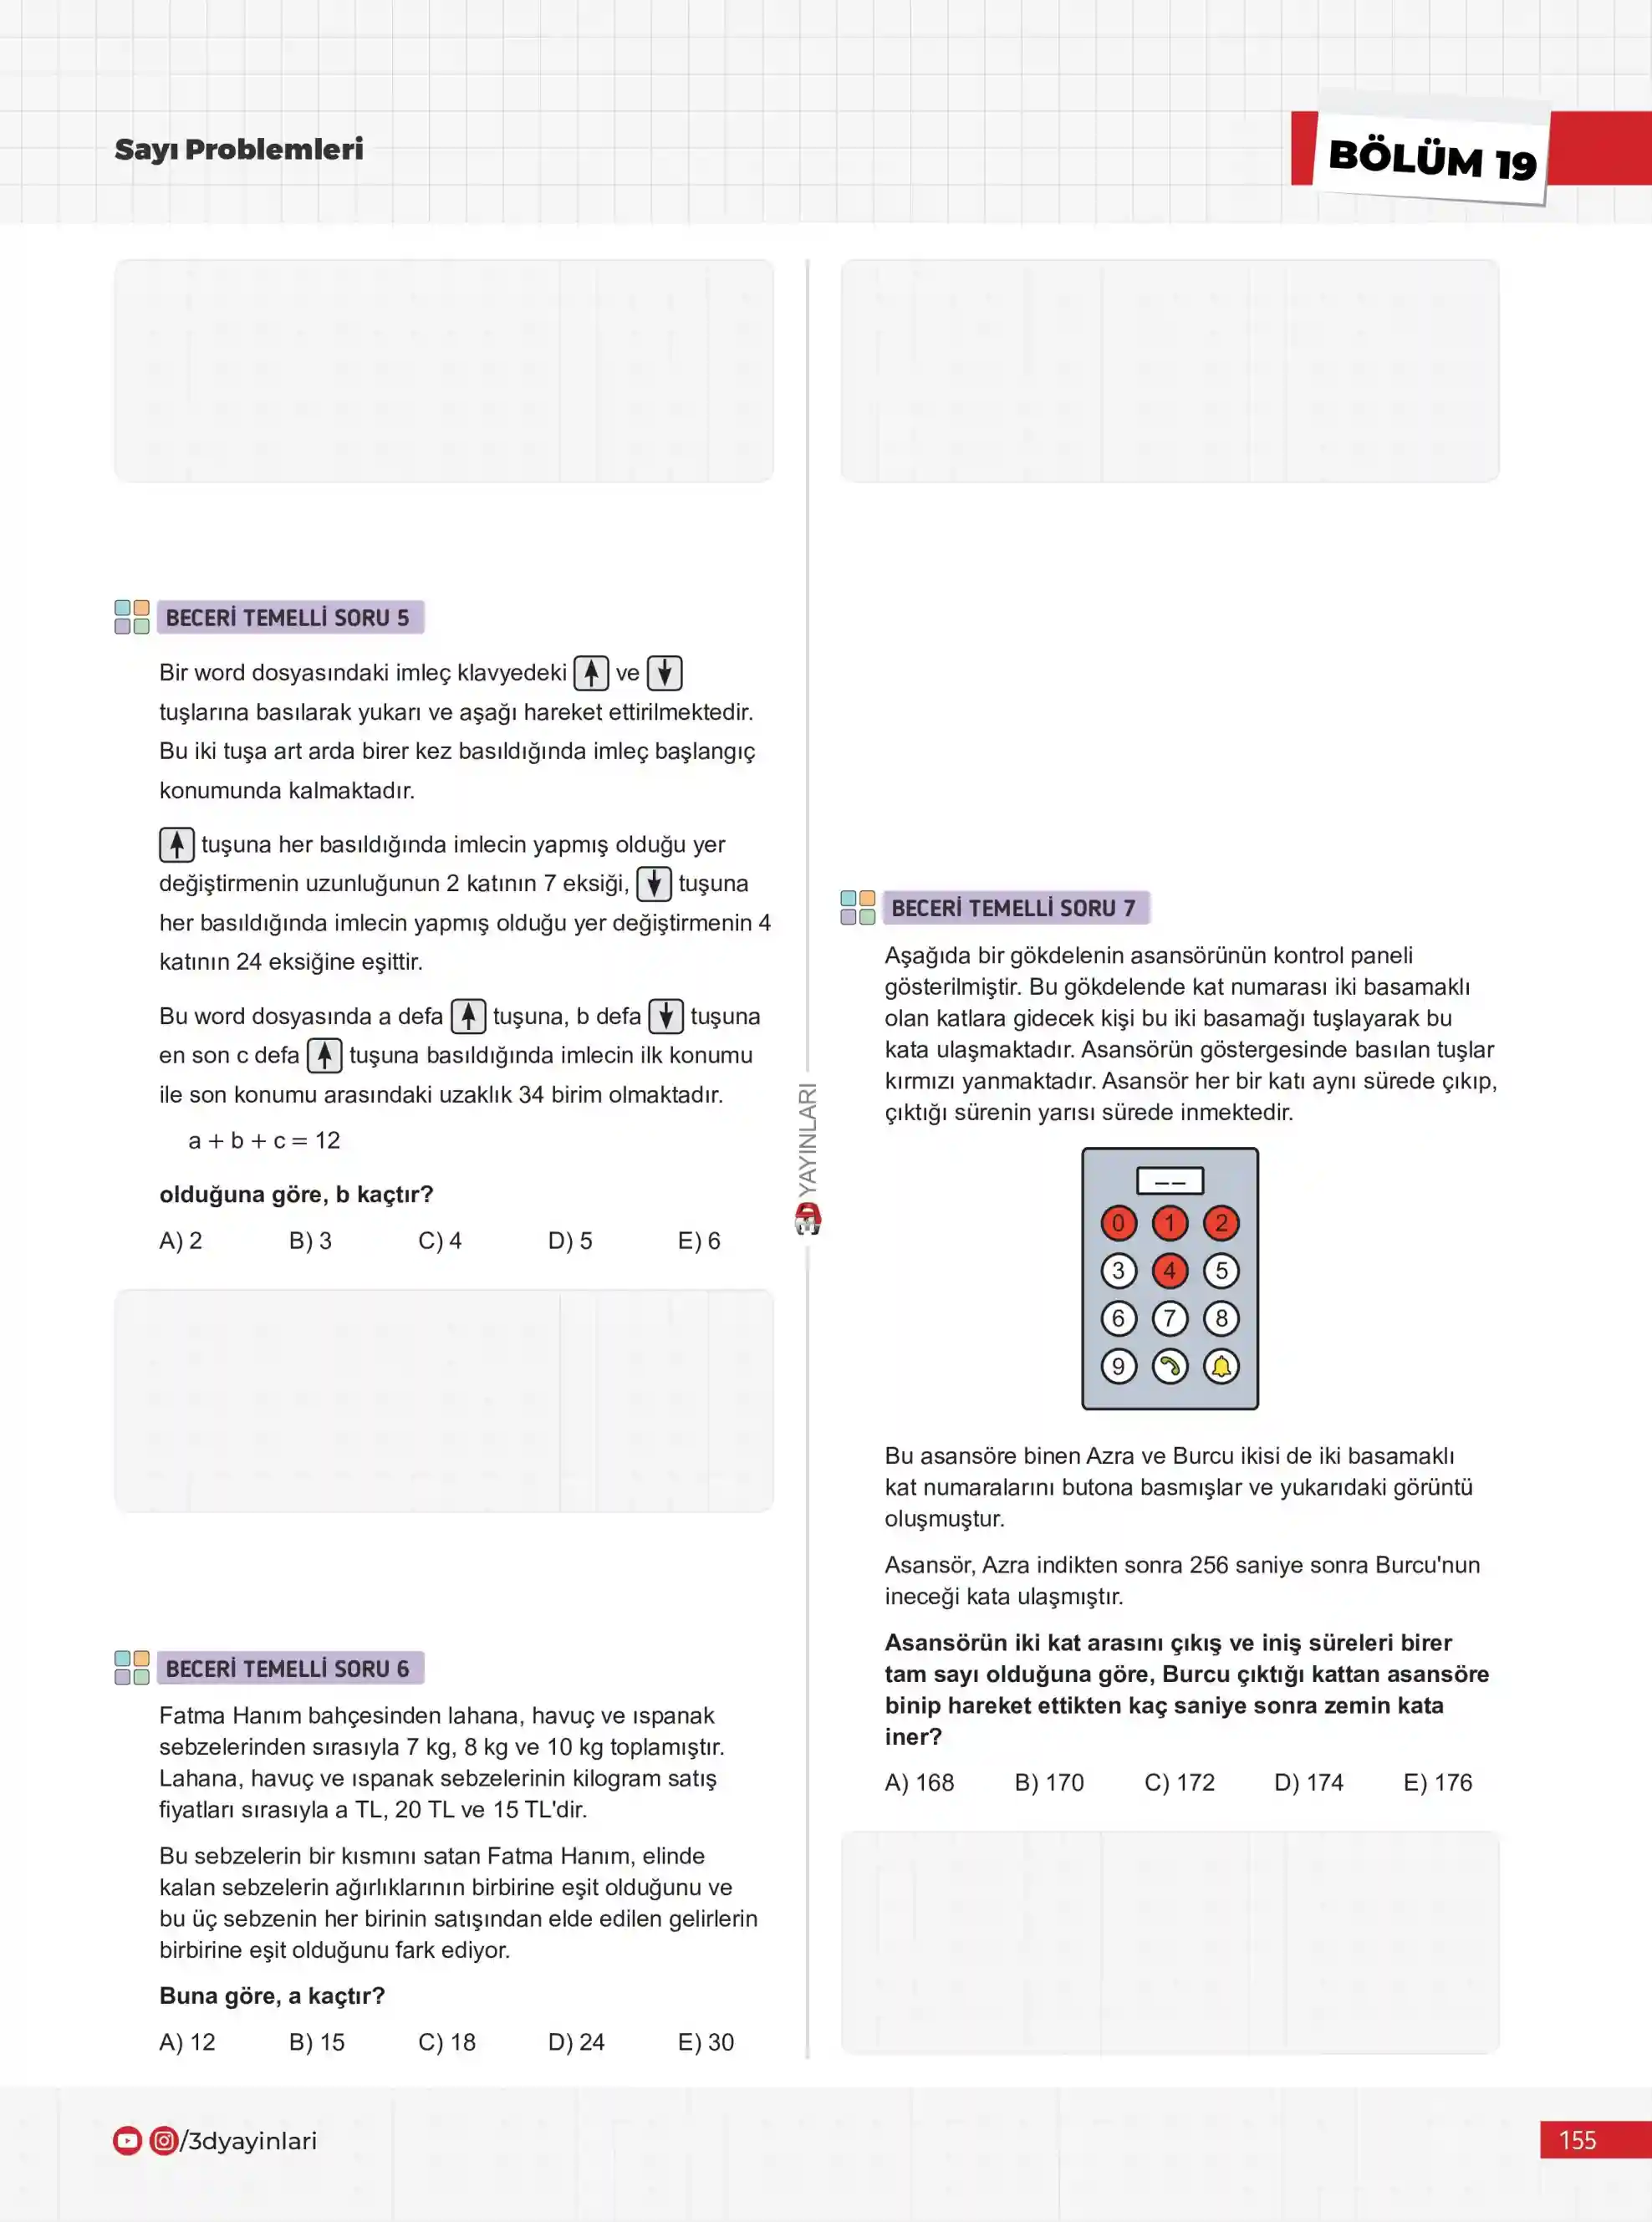 Sayı Problemleri
BÖLÜM 19
BECERİ TEMELLİ SORU 5
Bir word dosyasındaki imleç klavyedeki ↑ ve ↓
tuşlarına basılarak yukarı ve aşağı hareket ettirilmektedir.
Bu iki tuşa art arda birer kez basıldığında imleç başlangıç
konumunda kalmaktadır.
↑ tuşuna her basıldığında imlecin yapmış olduğu yer
değiştirmenin uzunluğunun 2 katının 7 eksiği, ↓ tuşuna
her basıldığında imlecin yapmış olduğu yer değiştirmenin 4
katının 24 eksiğine eşittir.
Bu word dosyasında a defa ↑ tuşuna, b defa ↓ tuşuna
en son c defa ↑ tuşuna basıldığında imlecin ilk konumu
ile son konumu arasındaki uzaklık 34 birim olmaktadır.
a + b + c = 12
olduğuna göre, b kaçtır?
A) 2 B) 3 C) 4 D) 5 E) 6
BECERİ TEMELLİ SORU 6
Fatma Hanım bahçesinden lahana, havuç ve ıspanak
sebzelerinden sırasıyla 7 kg, 8 kg ve 10 kg toplamıştır.
Lahana, havuç ve ıspanak sebzelerinin kilogram satış
fiyatları sırasıyla a TL, 20 TL ve 15 TL'dir.
Bu sebzelerin bir kısmını satan Fatma Hanım, elinde
kalan sebzelerin ağırlıklarının birbirine eşit olduğunu ve
bu üç sebzenin her birinin satışından elde edilen gelirlerin
birbirine eşit olduğunu fark ediyor.
Buna göre, a kaçtır?
A) 12 B) 15 C) 18 D) 24 E) 30
YAYINLARI
BECERİ TEMELLİ SORU 7
Aşağıda bir gökdelenin asansörünün kontrol paneli
gösterilmiştir. Bu gökdelende kat numarası iki basamaklı
olan katlara gidecek kişi bu iki basamağı tuşlayarak bu
kata ulaşmaktadır. Asansörün göstergesinde basılan tuşlar
kırmızı yanmaktadır. Asansör her bir katı aynı sürede çıkıp,
çıktığı sürenin yarısı sürede inmektedir.
– –
0 1 2
3 4 5
6 7 8
9
Bu asansöre binen Azra ve Burcu ikisi de iki basamaklı
kat numaralarını butona basmışlar ve yukarıdaki görüntü
oluşmuştur.
Asansör, Azra indikten sonra 256 saniye sonra Burcu'nun
ineceği kata ulaşmıştır.
Asansörün iki kat arasını çıkış ve iniş süreleri birer
tam sayı olduğuna göre, Burcu çıktığı kattan asansöre
binip hareket ettikten kaç saniye sonra zemin kata
iner?
A) 168 B) 170 C) 172 D) 174 E) 176
/3dyayinlari
155